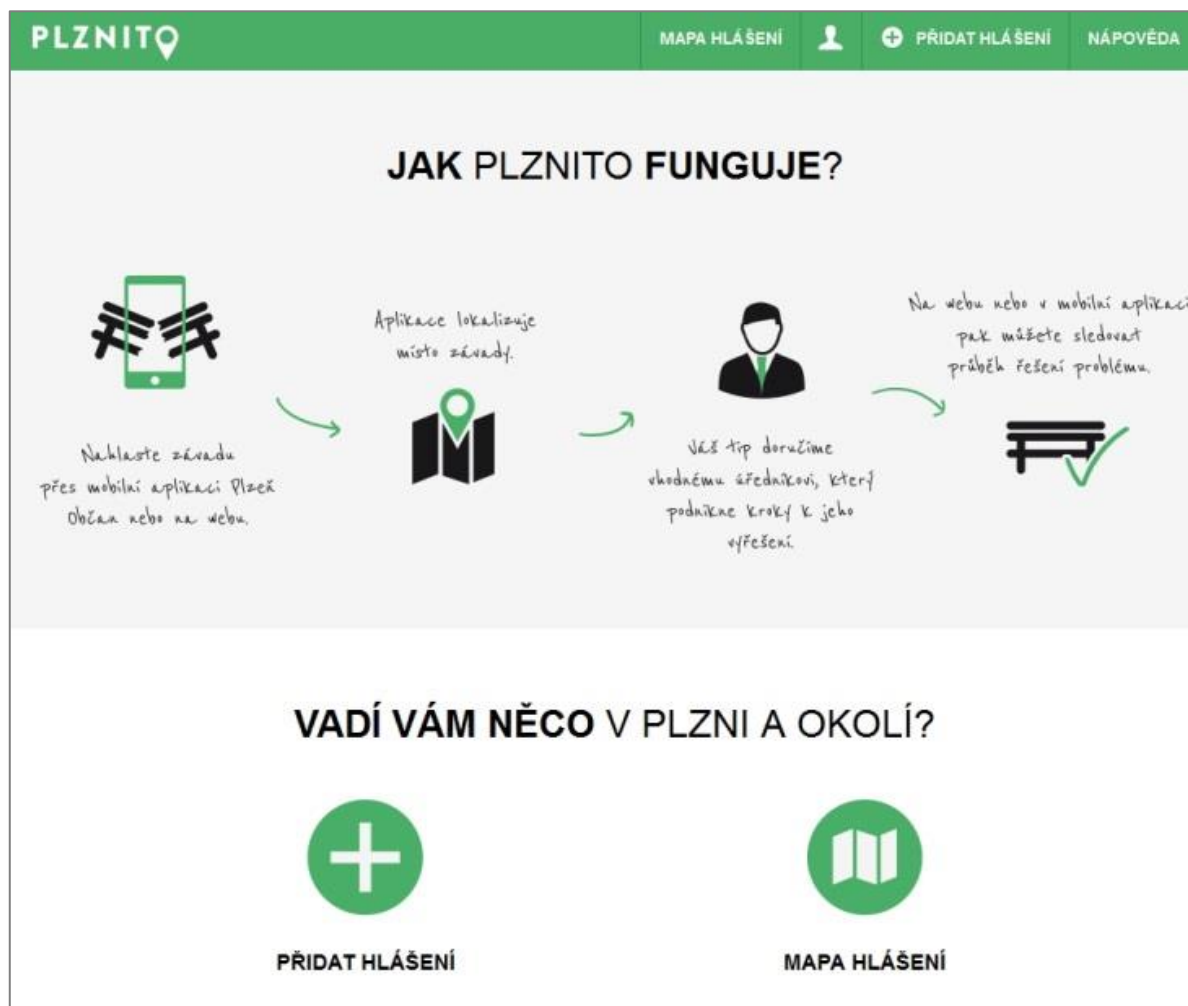 PLZNITO
MAPA HLÁŠENÍ
PŘIDAT HLÁŠENÍ
NÁPOVĚDA
JAK PLZNITO FUNGUJE?
Nahlaste závadu
přes mobilní aplikaci Plzeň
Občan nebo na webu.
Aplikace lokalizuje
místo závady.
Váš tip doručíme
vhodnému úředníkovi, který
podnikne kroky k jeho
vyřešení.
Na webu nebo v mobilní aplikaci
pak můžete sledovat
průběh řešení problému.
VADÍ VÁM NĚCO V PLZNI A OKOLÍ?
PŘIDAT HLÁŠENÍ
MAPA HLÁŠENÍ